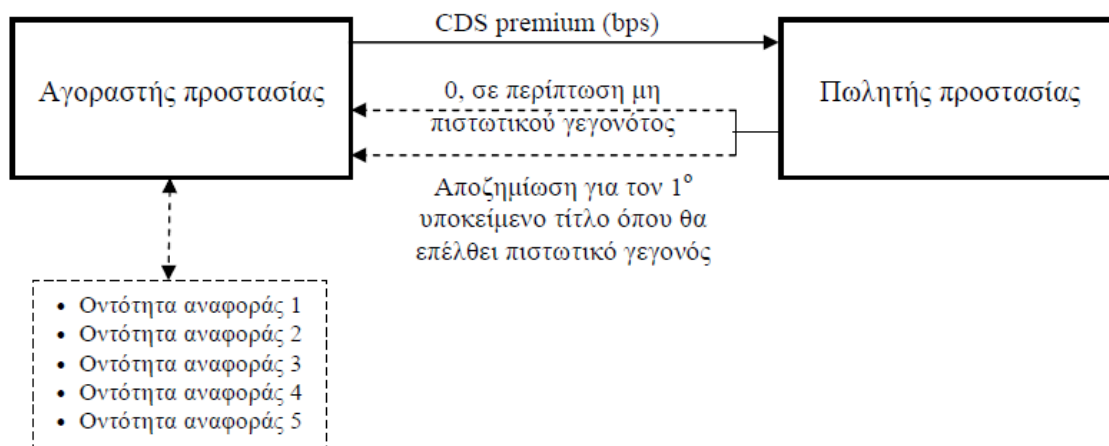 CDS premium (bps)
Αγοραστής προστασίας
Πωλητής προστασίας
0, σε περίπτωση μη
πιστωτικού γεγονότος
Αποζημίωση για τον 1ο
υποκείμενο τίτλο όπου θα
επέλθει πιστωτικό γεγονός
• Οντότητα αναφοράς 1
• Οντότητα αναφοράς 2
• Οντότητα αναφοράς 3
• Οντότητα αναφοράς 4
• Οντότητα αναφοράς 5